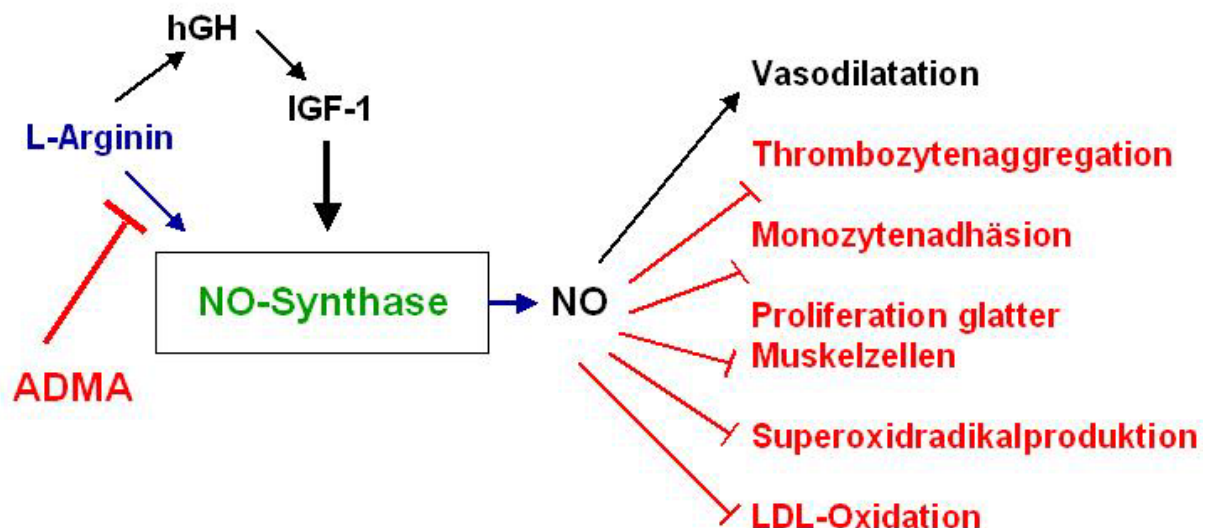 hGH
IGF-1
L-Arginin
NO-Synthase
ADMA
NO
Vasodilatation
Thrombozytenaggregation
Monozytenadhäsion
Proliferation glatter
Muskelzellen
Superoxidradikalproduktion
LDL-Oxidation